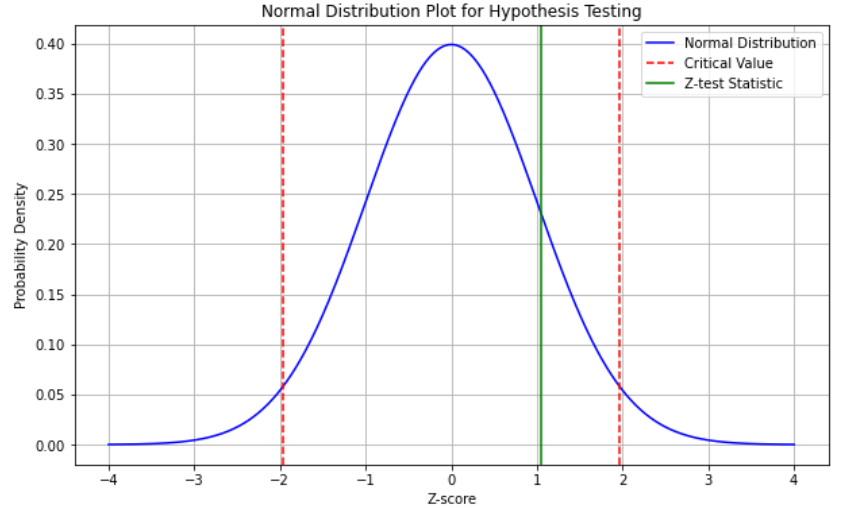 Normal Distribution Plot for Hypothesis Testing
Normal Distribution
Critical Value
Z-test Statistic
Probability Density
0.40
0.35
0.30
0.25
0.20
0.15
0.10
0.05
0.00
−4 −3 −2 −1 0 1 2 3 4
Z-score